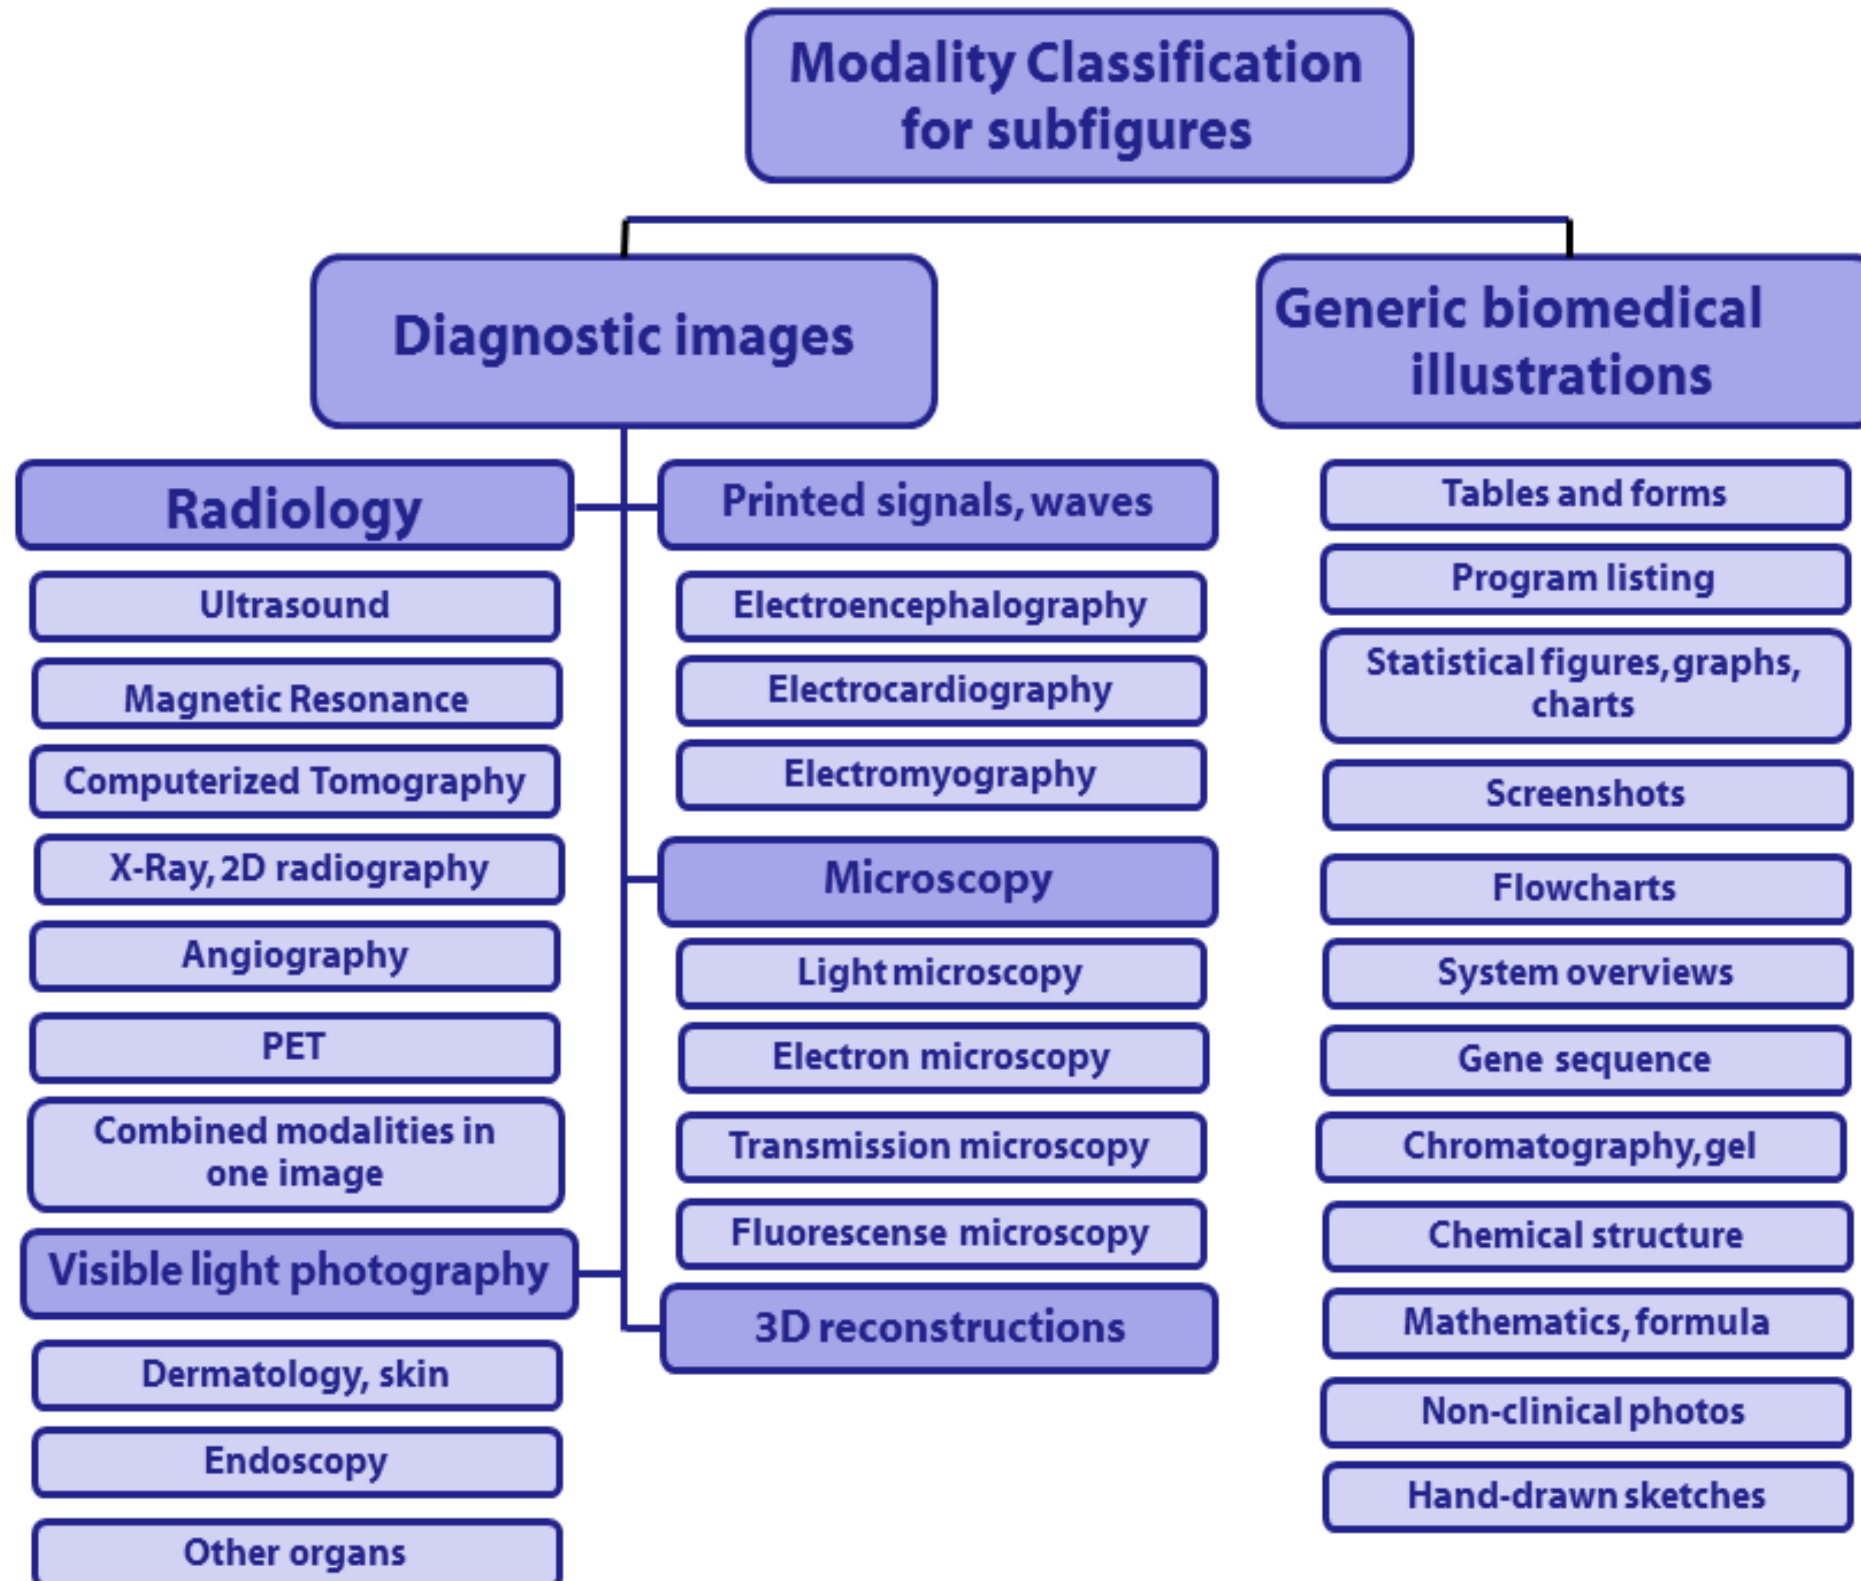 Modality Classification
for subfigures
Diagnostic images
Generic biomedical
illustrations
Radiology
Ultrasound
Magnetic Resonance
Computerized Tomography
X-Ray, 2D radiography
Angiography
PET
Combined modalities in
one image
Visible light photography
Dermatology, skin
Endoscopy
Other organs
Printed signals, waves
Electroencephalography
Electrocardiography
Electromyography
Microscopy
Light microscopy
Electron microscopy
Transmission microscopy
Fluorescense microscopy
3D reconstructions
Tables and forms
Program listing
Statistical figures, graphs,
charts
Screenshots
Flowcharts
System overviews
Gene sequence
Chromatography, gel
Chemical structure
Mathematics, formula
Non-clinical photos
Hand-drawn sketches